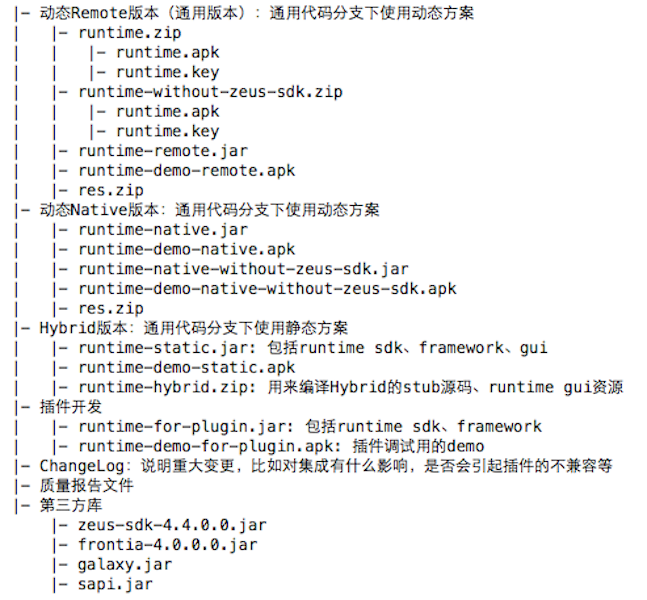 |- 动态Remote版本（通用版本）：通用代码分支下使用动态方案
|   |- runtime.zip
|   |   |- runtime.apk
|   |   |- runtime.key
|   |- runtime-without-zeus-sdk.zip
|   |   |- runtime.apk
|   |   |- runtime.key
|   |- runtime-remote.jar
|   |- runtime-demo-remote.apk
|   |- res.zip
|- 动态Native版本：通用代码分支下使用动态方案
|   |- runtime-native.jar
|   |- runtime-demo-native.apk
|   |- runtime-native-without-zeus-sdk.jar
|   |- runtime-demo-native-without-zeus-sdk.apk
|   |- res.zip
|- Hybrid版本：通用代码分支下使用静态方案
|   |- runtime-static.jar: 包括runtime sdk、framework、gui
|   |- runtime-demo-static.apk
|   |- runtime-hybrid.zip: 用来编译Hybrid的stub源码、runtime gui资源
|- 插件开发
|   |- runtime-for-plugin.jar: 包括runtime sdk、framework
|   |- runtime-demo-for-plugin.apk: 插件调试用的demo
|- ChangeLog: 说明重大变更，比如对集成有什么影响，是否会引起插件的不兼容等
|- 质量报告文件
|- 第三方库
    |- zeus-sdk-4.4.0.0.jar
    |- frontia-4.0.0.0.jar
    |- galaxy.jar
    |- sapi.jar